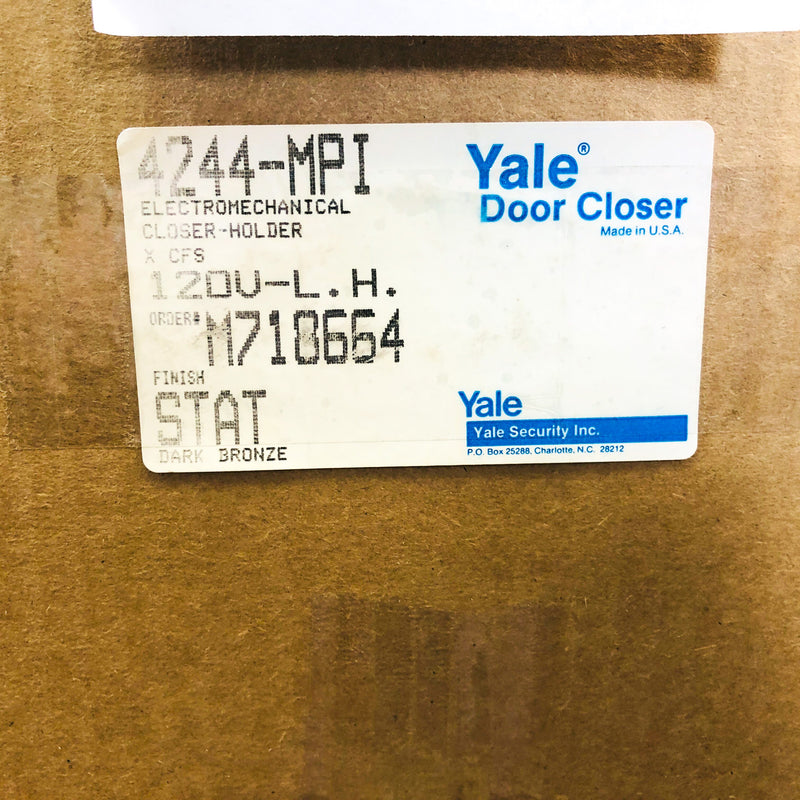 4244-MPI
ELECTROMECHANICAL
CLOSER-HOLDER
X CFS
120V-L.H.
ORDER# M718664
FINISH
STAT
DARK BRONZE
Yale®
Door Closer
Made in U.S.A.
Yale
Yale Security Inc.
P.O. Box 25288, Charlotte, N.C. 28212